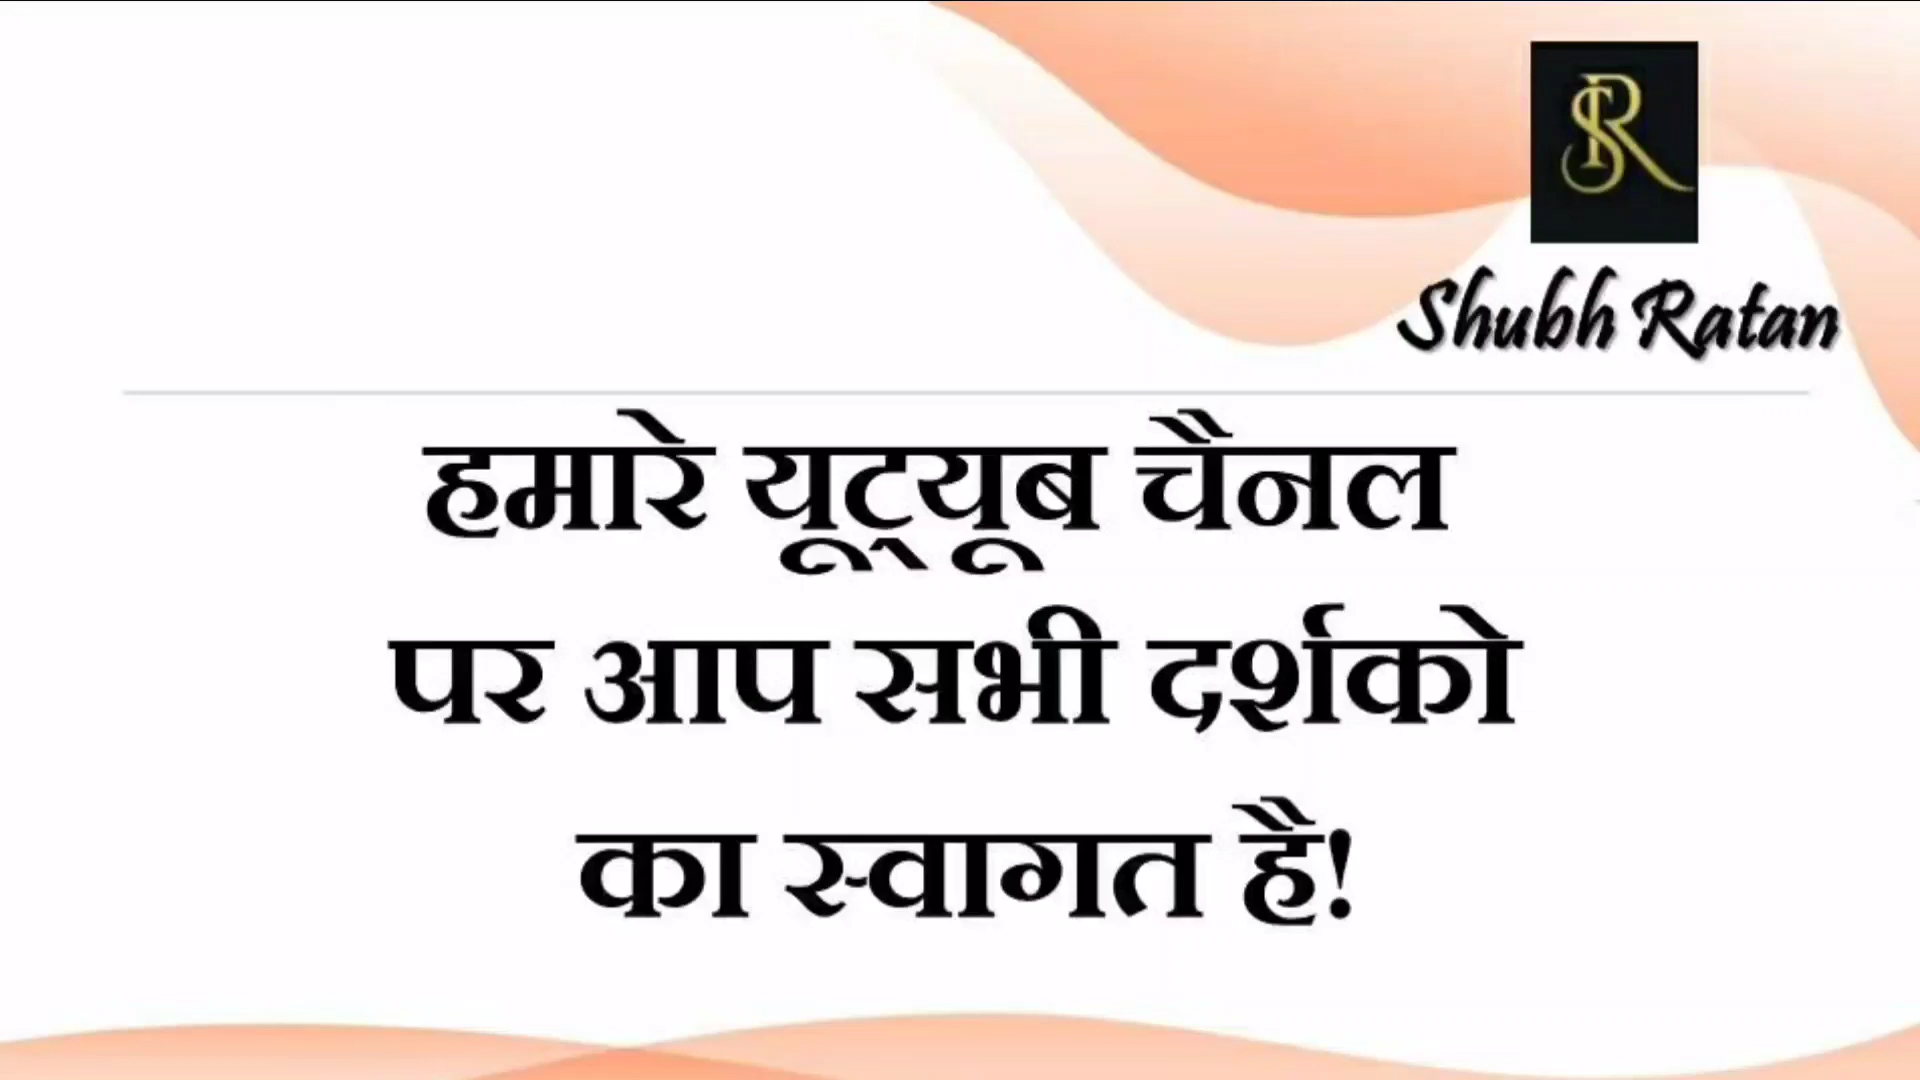 SR
Shubh Ratan
हमारे यूट्यूब चैनल
पर आप सभी दर्शको
का स्वागत है!